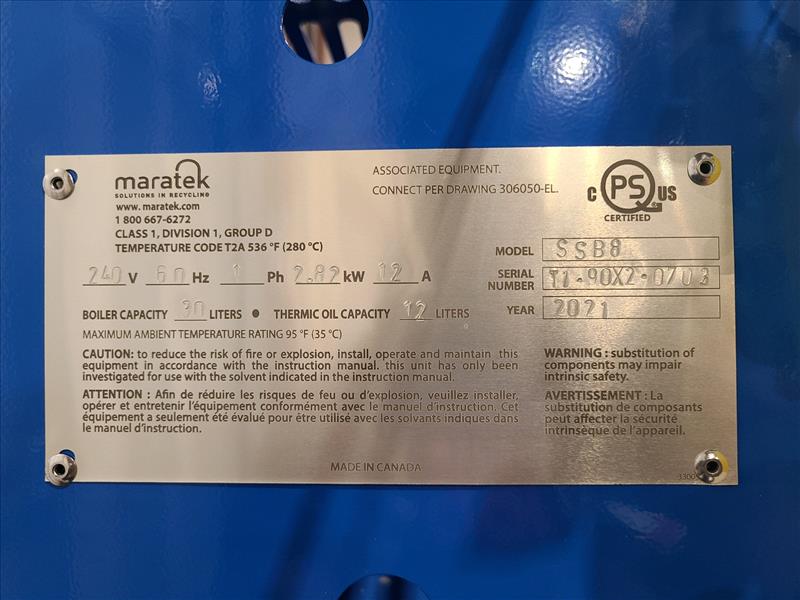 maratek
SOLUTIONS IN RECYCLING
www. maratek.com
1 800 667-6272
CLASS 1, DIVISION 1, GROUP D
TEMPERATURE CODE T2A 536 °F (280 °C)
ASSOCIATED EQUIPMENT.
CONNECT PER DRAWING 306050-EL.
C PS US
CERTIFIED
240 V 60 Hz 1 Ph 2.82 kW 12 A
BOILER CAPACITY 30 LITERS • THERMIC OIL CAPACITY 12 LITERS
MAXIMUM AMBIENT TEMPERATURE RATING 95 °F (35 °C)
MODEL SSB8
SERIAL NUMBER T1-90X2-0703
YEAR 2021
CAUTION: to reduce the risk of fire or explosion, install, operate and maintain this
equipment in accordance with the instruction manual. this unit has only been
investigated for use with the solvent indicated in the instruction manual.
ATTENTION : Afin de réduire les risques de feu ou d'explosion, veuillez installer,
opérer et entretenir l'équipement conformément avec le manuel d'instruction. Cet
équipement a seulement été évalué pour être utilisé avec les solvants indiqués dans
le manuel d'instruction.
WARNING : substitution of
components may impair
intrinsic safety.
AVERTISSEMENT : La
substitution de composants
peut affecter la sécurité
intrinsèque de l'appareil.
MADE IN CANADA